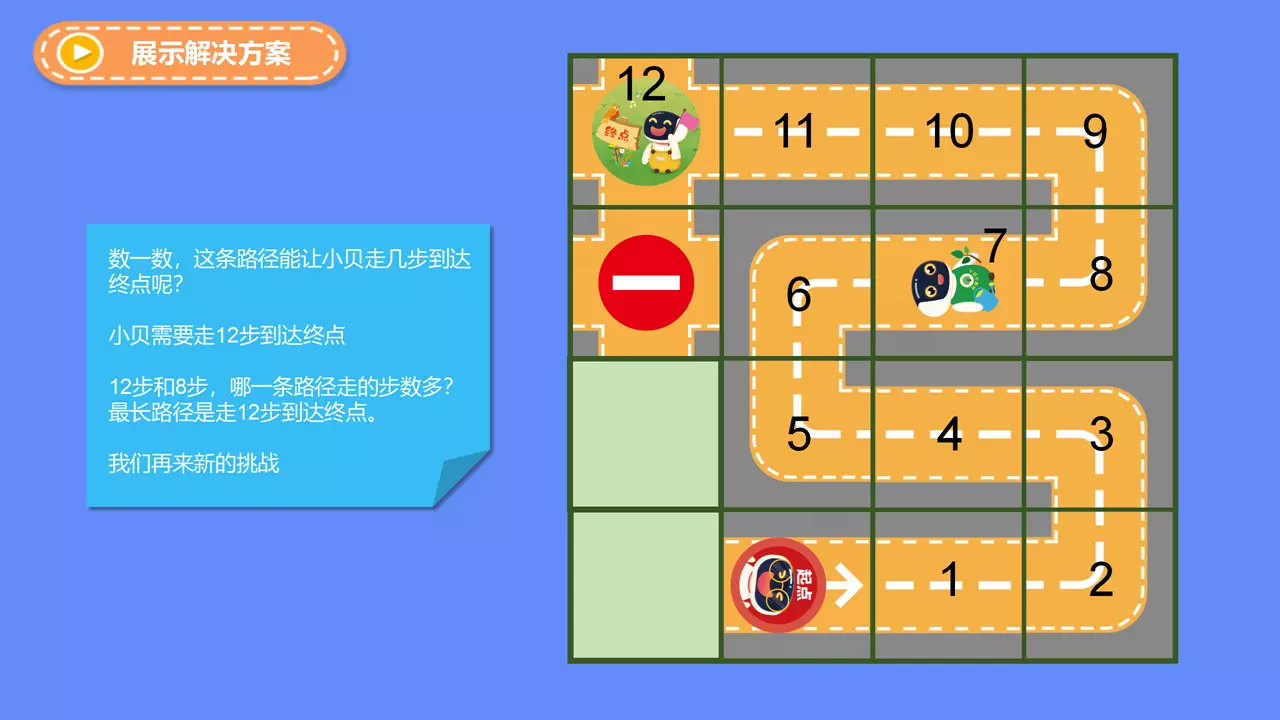 展示解决方案
数一数，这条路径能让小贝走几步到达
终点呢？
小贝需要走12步到达终点
12步和8步，哪一条路径走的步数多？
最长路径是走12步到达终点。
我们再来新的挑战
12
终点
11
10
9
6
7
8
5
4
3
起点
1
2